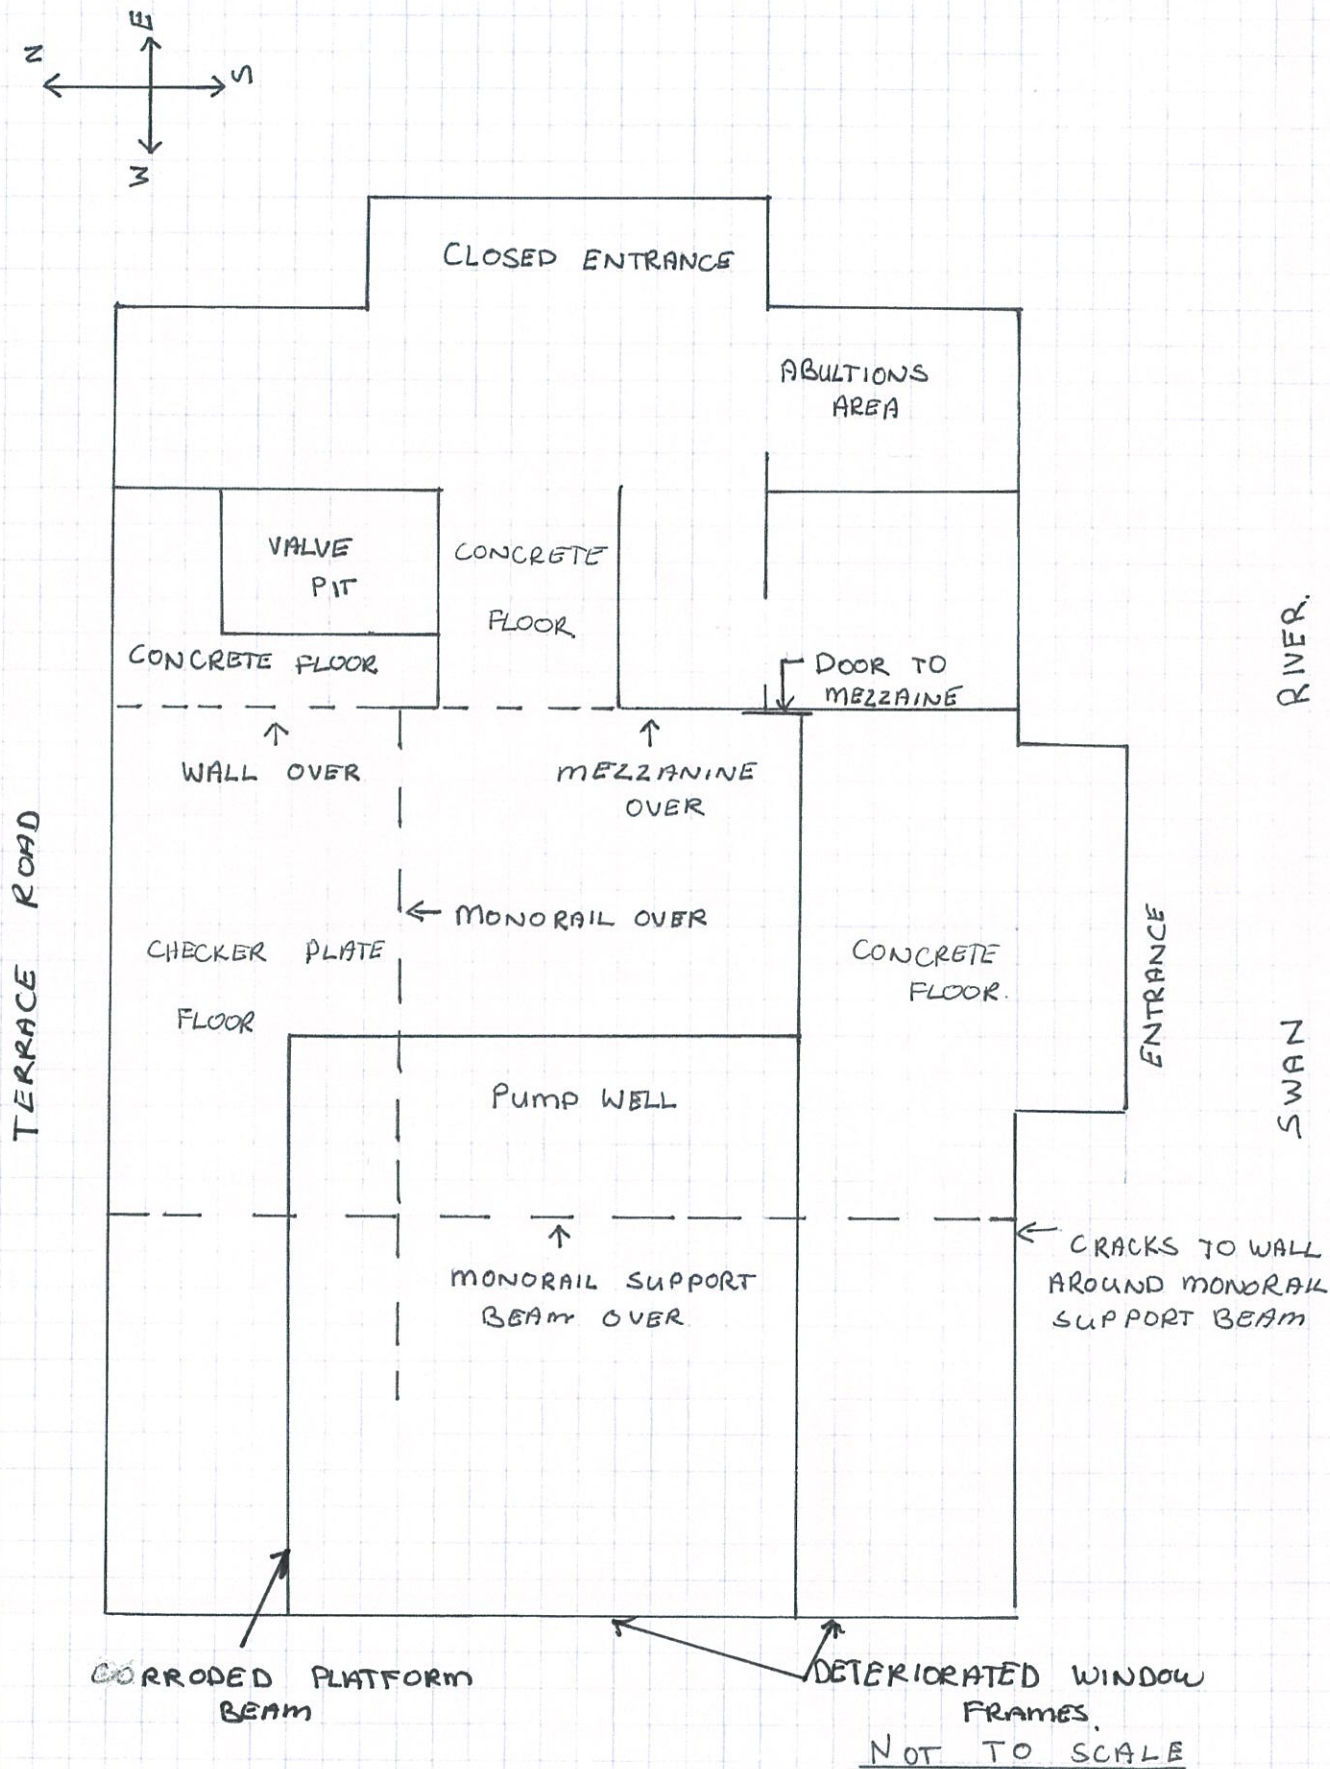 E
N
S
W
CLOSED ENTRANCE
ABULTIONS
AREA
VALVE
PIT
CONCRETE
FLOOR.
CONCRETE FLOOR
DOOR TO
MEZZAINE
WALL OVER
MEZZANINE
OVER
MONORAIL OVER
CHECKER PLATE
FLOOR
CONCRETE
FLOOR.
ENTRANCE
TERRACE ROAD
SWAN RIVER.
PUMP WELL
MONORAIL SUPPORT
BEAM OVER
CRACKS TO WALL
AROUND MONORAIL
SUPPORT BEAM
CORRODED PLATFORM
BEAM
DETERIORATED WINDOW
FRAMES.
NOT TO SCALE